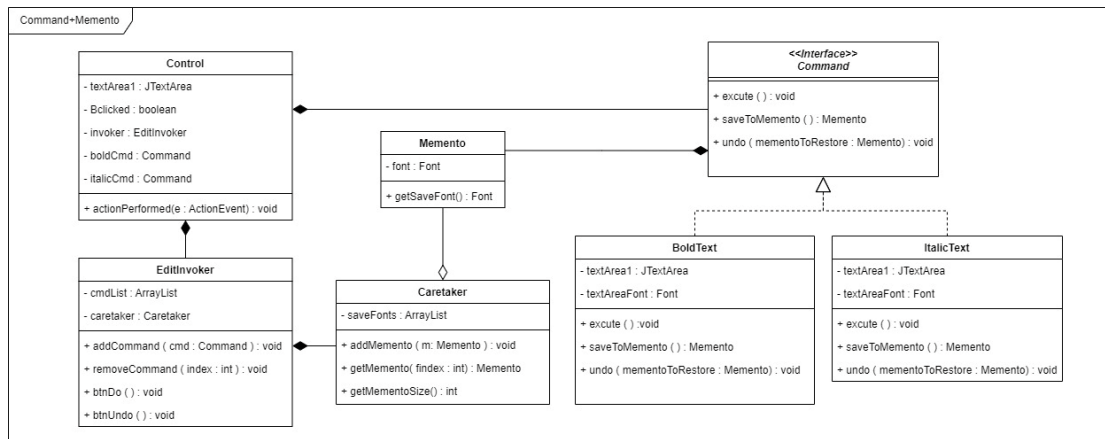 Command+Memento
Control
- textArea1 : JTextArea
- Bclicked : boolean
- invoker : EditInvoker
- boldCmd : Command
- italicCmd : Command
+ actionPerformed(e : ActionEvent) : void
<<Interface>>
Command
+ excute ( ) : void
+ saveToMemento ( ) : Memento
+ undo ( mementoToRestore : Memento) : void
Memento
- font : Font
+ getSaveFont() : Font
EditInvoker
- cmdList : ArrayList
- caretaker : Caretaker
+ addCommand ( cmd : Command ) : void
+ removeCommand ( index : int ) : void
+ btnDo ( ) : void
+ btnUndo ( ) : void
Caretaker
- saveFonts : ArrayList
+ addMemento ( m: Memento ) : void
+ getMemento( findex : int) : Memento
+ getMementoSize() : int
BoldText
- textArea1 : JTextArea
- textAreaFont : Font
+ excute ( ) :void
+ saveToMemento ( ) : Memento
+ undo ( mementoToRestore : Memento) : void
ItalicText
- textArea1 : JTextArea
- textAreaFont : Font
+ excute ( ) : void
+ saveToMemento ( ) : Memento
+ undo ( mementoToRestore : Memento) : void